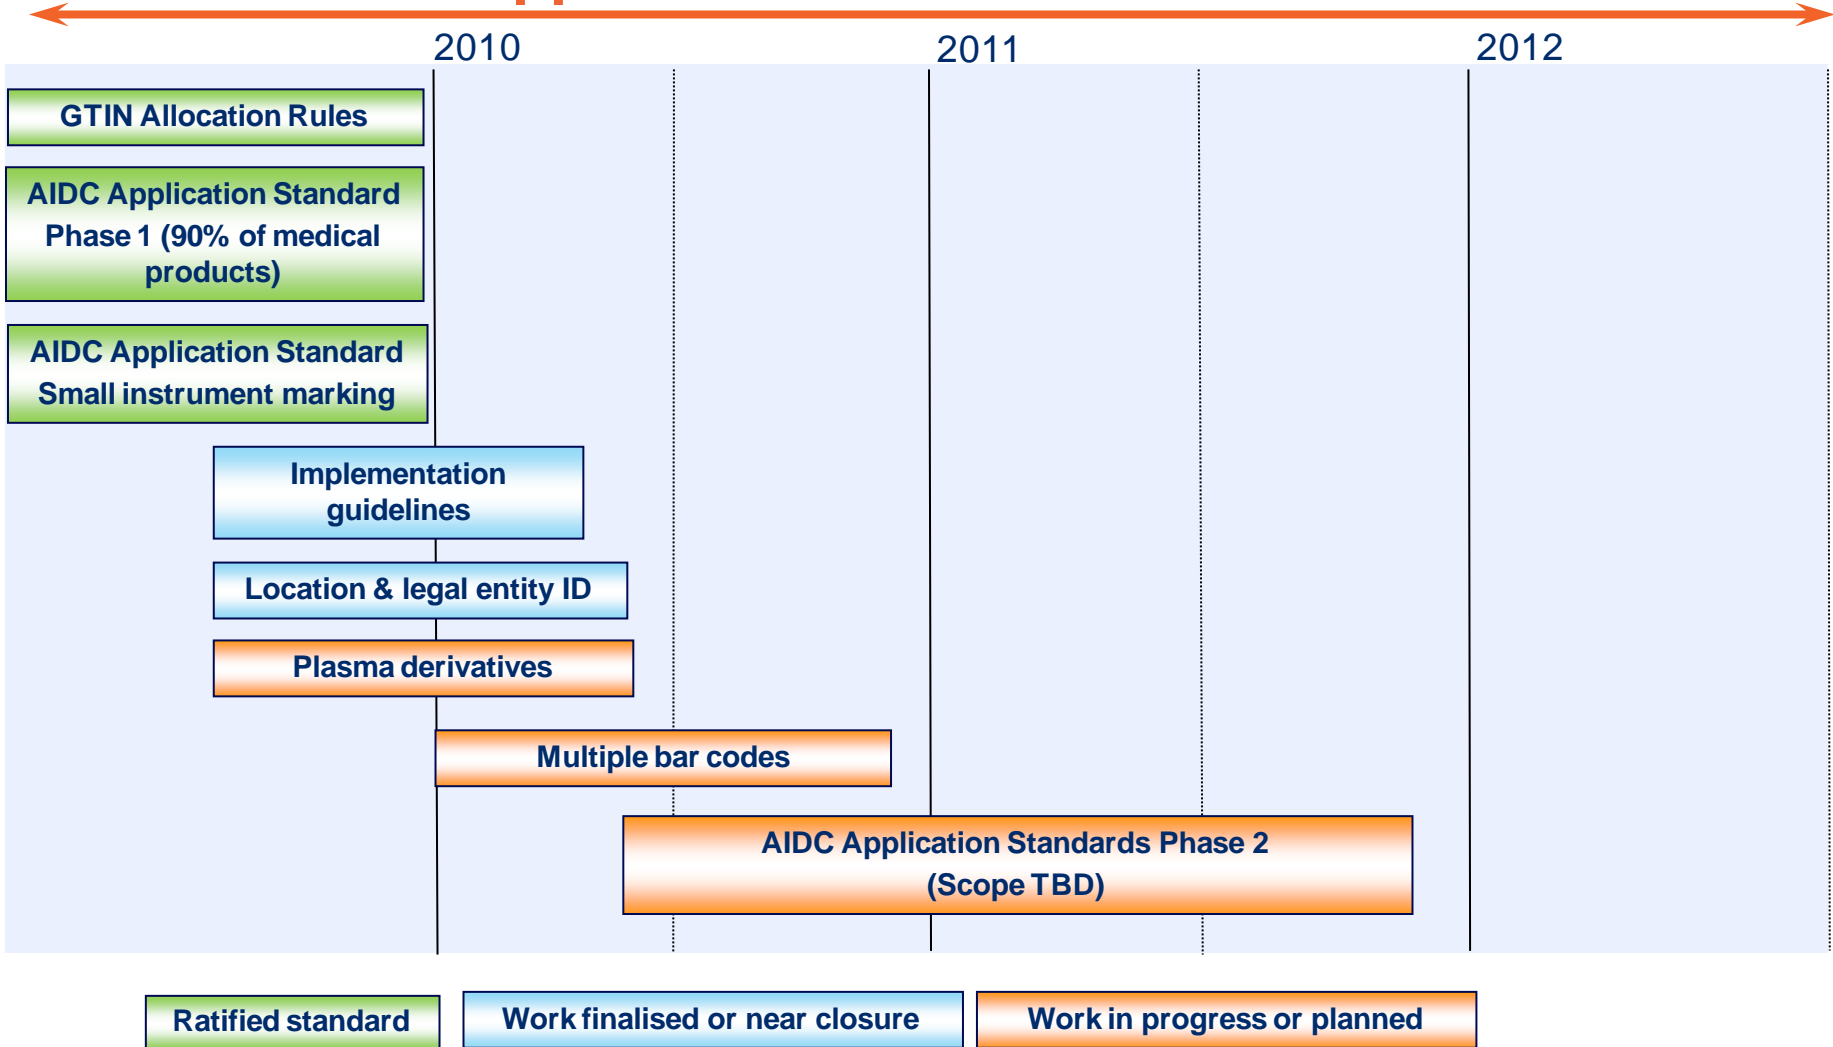 2010
2011
2012
GTIN Allocation Rules
AIDC Application Standard
Phase 1 (90% of medical
products)
AIDC Application Standard
Small instrument marking
Implementation
guidelines
Location & legal entity ID
Plasma derivatives
Multiple bar codes
AIDC Application Standards Phase 2
(Scope TBD)
Ratified standard
Work finalised or near closure
Work in progress or planned